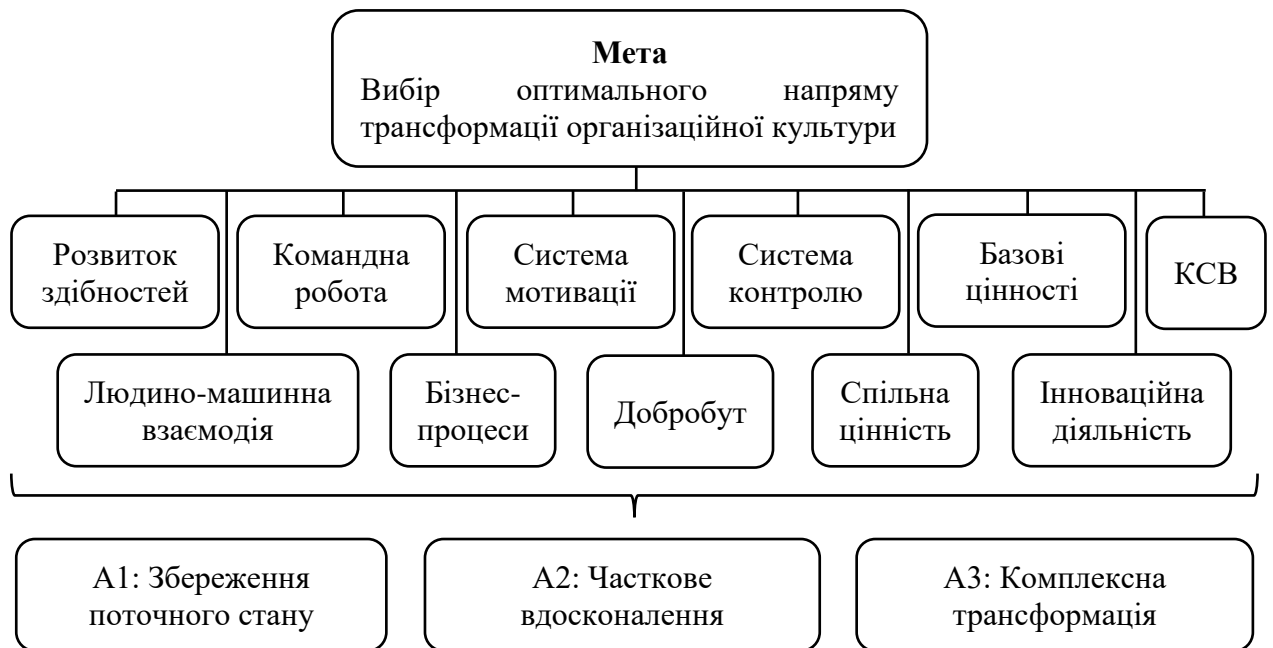 Мета
Вибір оптимального напряму
трансформації організаційної культури
Розвиток
здібностей
Командна
робота
Система
мотивації
Система
контролю
Базові
цінності
КСВ
Людино-машинна
взаємодія
Бізнес-
процеси
Добробут
Спільна
цінність
Інноваційна
діяльність
А1: Збереження
поточного стану
А2: Часткове
вдосконалення
А3: Комплексна
трансформація